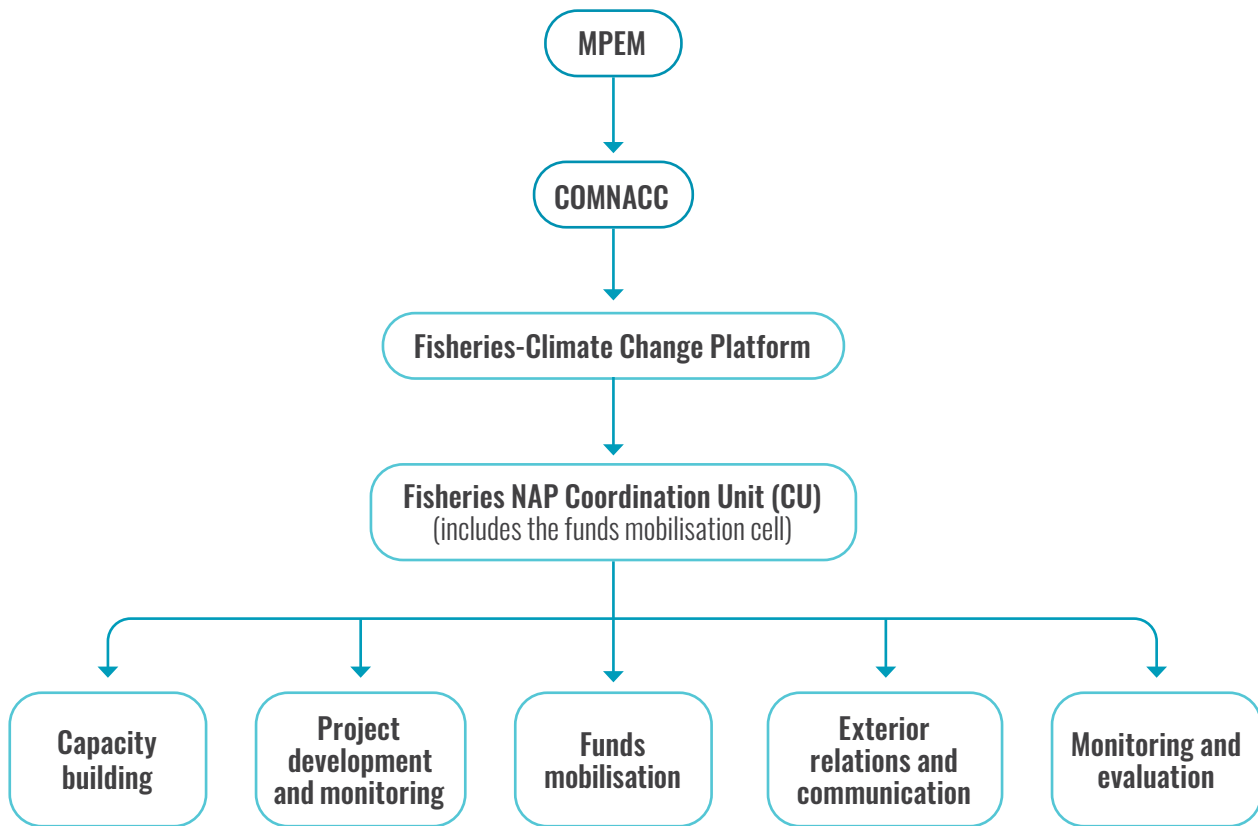 MPEM
COMNACC
Fisheries-Climate Change Platform
Fisheries NAP Coordination Unit (CU)
(includes the funds mobilisation cell)
Capacity
building
Project
development
and monitoring
Funds
mobilisation
Exterior
relations and
communication
Monitoring and
evaluation